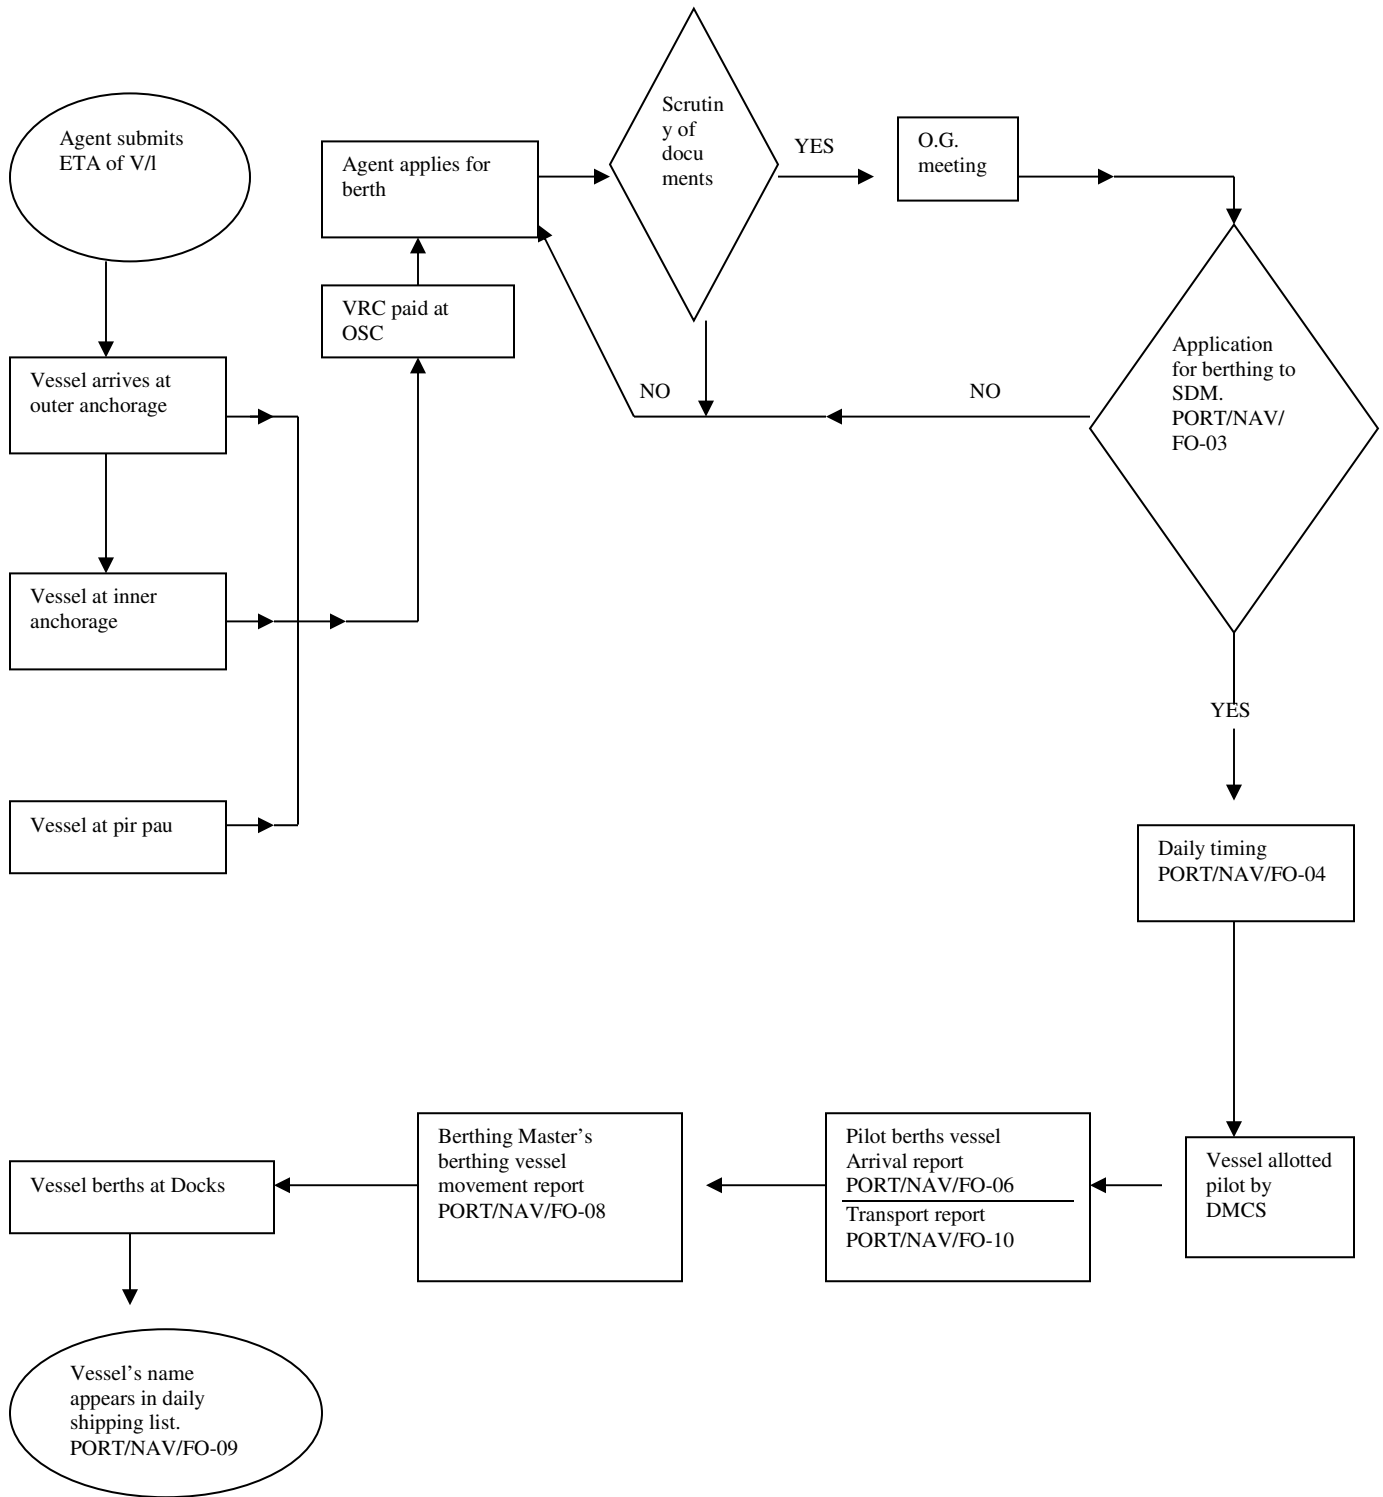 Agent submits
ETA of V/l
Agent applies for
berth
Scrutin
y of
docu
ments
YES
O.G.
meeting
VRC paid at
OSC
Vessel arrives at
outer anchorage
NO
NO
Application
for berthing to
SDM.
PORT/NAV/
FO-03
Vessel at inner
anchorage
YES
Vessel at pir pau
Daily timing
PORT/NAV/FO-04
Vessel berths at Docks
Berthing Master’s
berthing vessel
movement report
PORT/NAV/FO-08
Pilot berths vessel
Arrival report
PORT/NAV/FO-06
Transport report
PORT/NAV/FO-10
Vessel allotted
pilot by
DMCS
Vessel’s name
appears in daily
shipping list.
PORT/NAV/FO-09